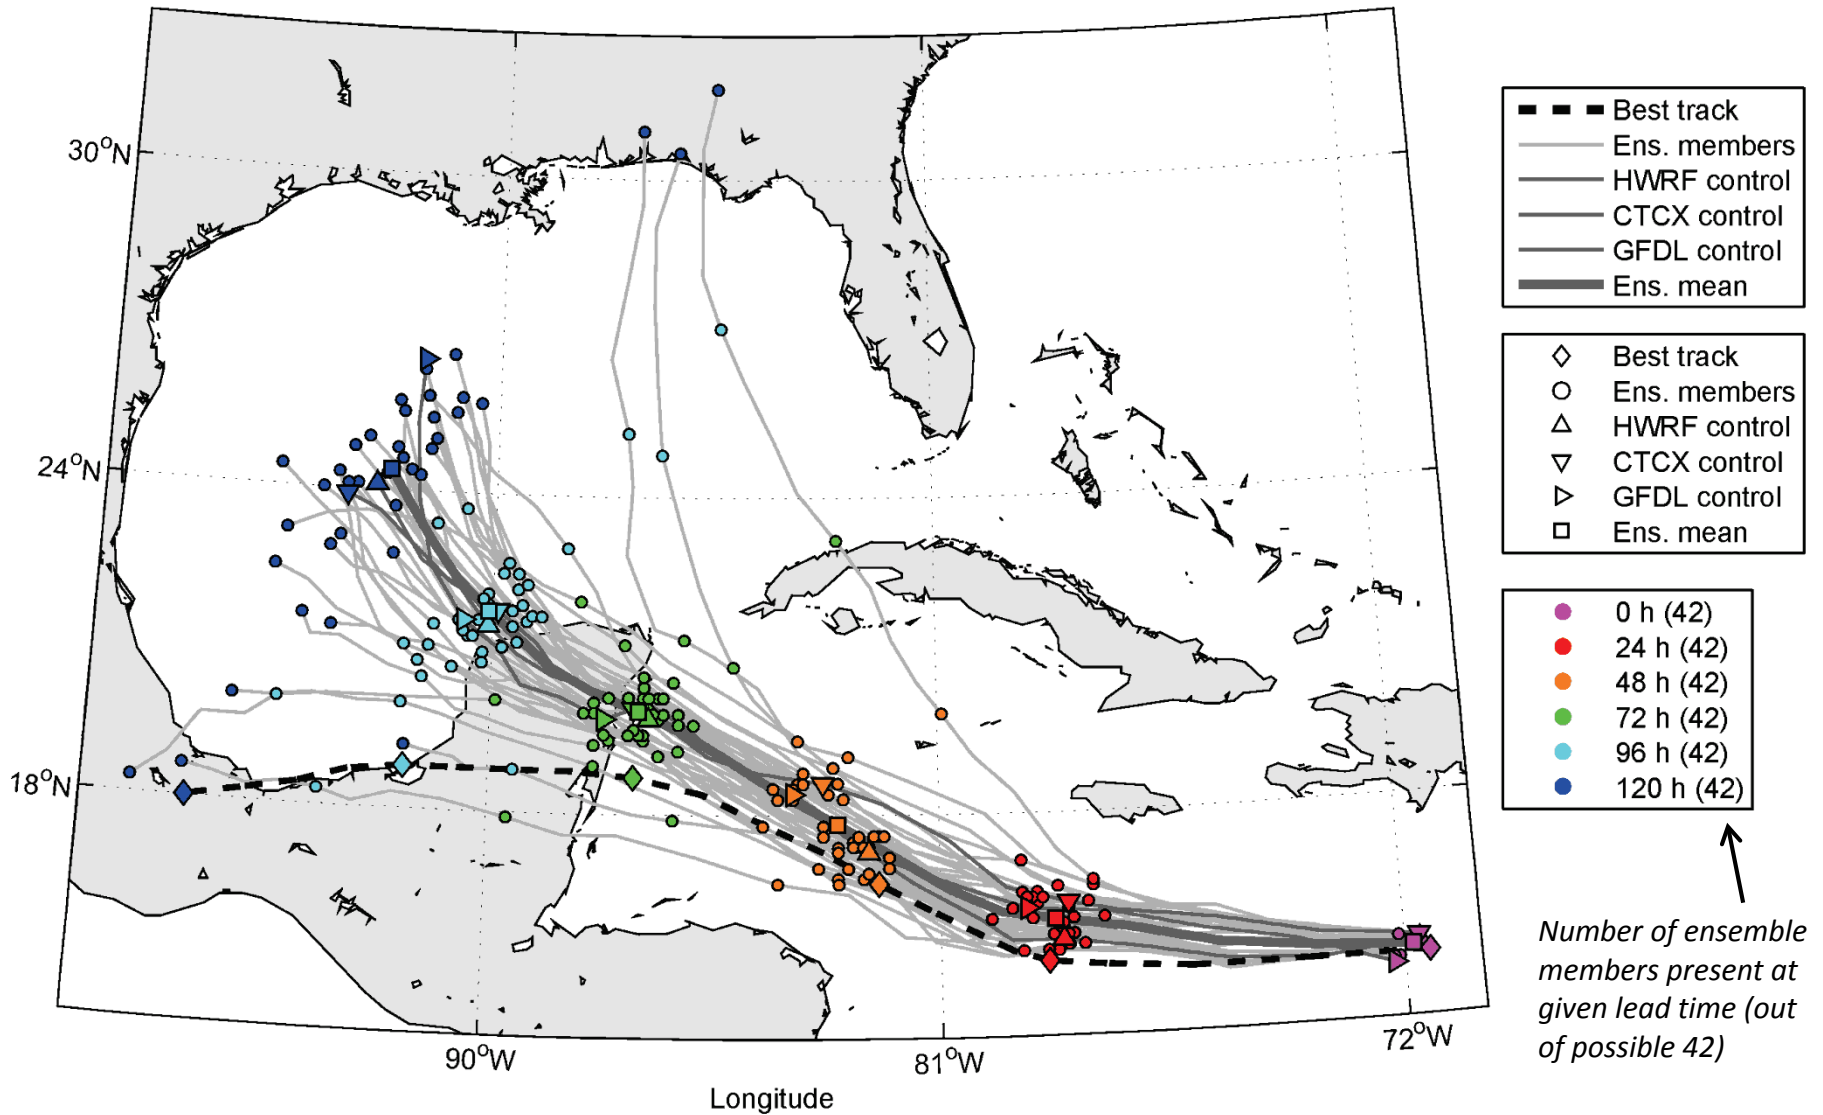 30°N
24°N
18°N
90°W
81°W
72°W
Longitude
Best track
Ens. members
HWRF control
CTCX control
GFDL control
Ens. mean
Best track
Ens. members
HWRF control
CTCX control
GFDL control
Ens. mean
0 h (42)
24 h (42)
48 h (42)
72 h (42)
96 h (42)
120 h (42)
Number of ensemble
members present at
given lead time (out
of possible 42)